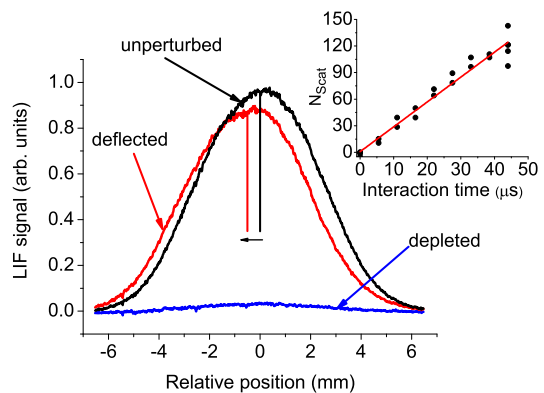 unperturbed
deflected
depleted
1.0
0.8
0.6
0.4
0.2
0.0
LIF signal (arb. units)
-6 -4 -2 0 2 4 6
Relative position (mm)
150
120
90
60
30
0
N_Scat
0 10 20 30 40 50
Interaction time (μs)